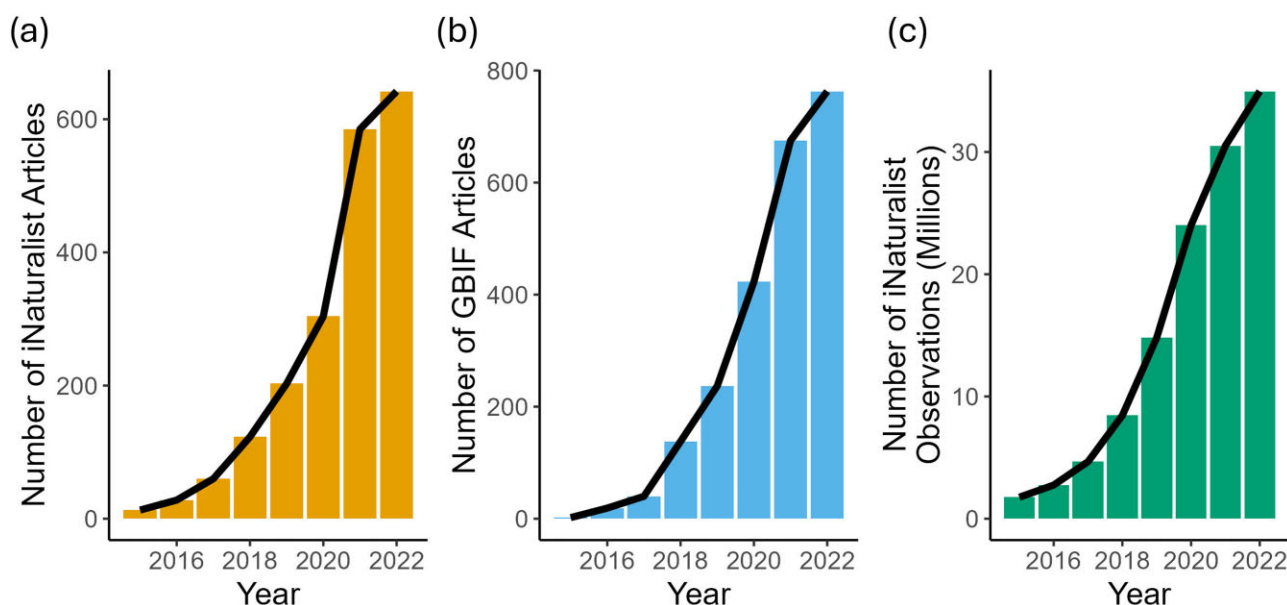 (a)
Number of iNaturalist Articles
600
400
200
0
2016 2018 2020 2022
Year
(b)
Number of GBIF Articles
800
600
400
200
0
2016 2018 2020 2022
Year
(c)
Number of iNaturalist
Observations (Millions)
30
20
10
0
2016 2018 2020 2022
Year